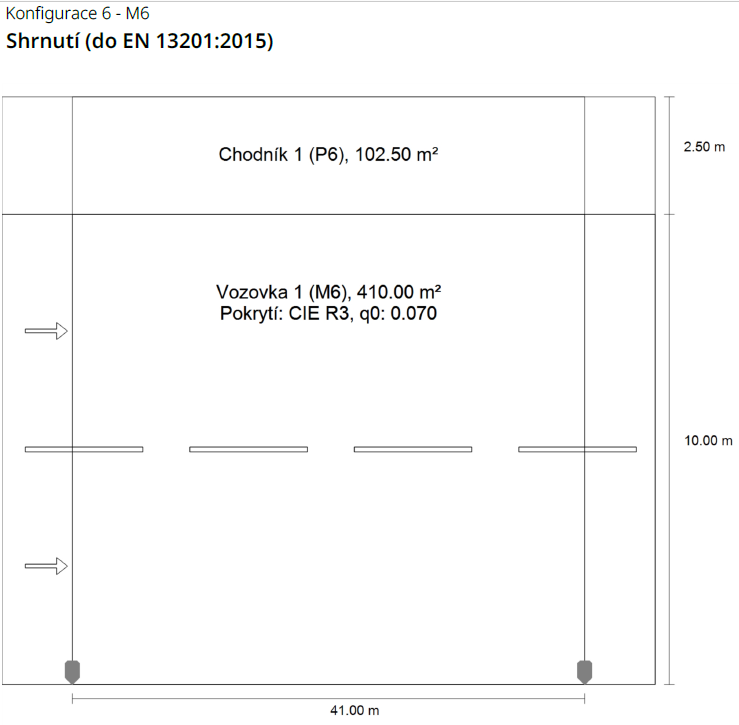 Konfigurace 6 - M6
Shrnutí (do EN 13201:2015)
Chodník 1 (P6), 102.50 m²
2.50 m
Vozovka 1 (M6), 410.00 m²
Pokrytí: CIE R3, q0: 0.070
10.00 m
41.00 m